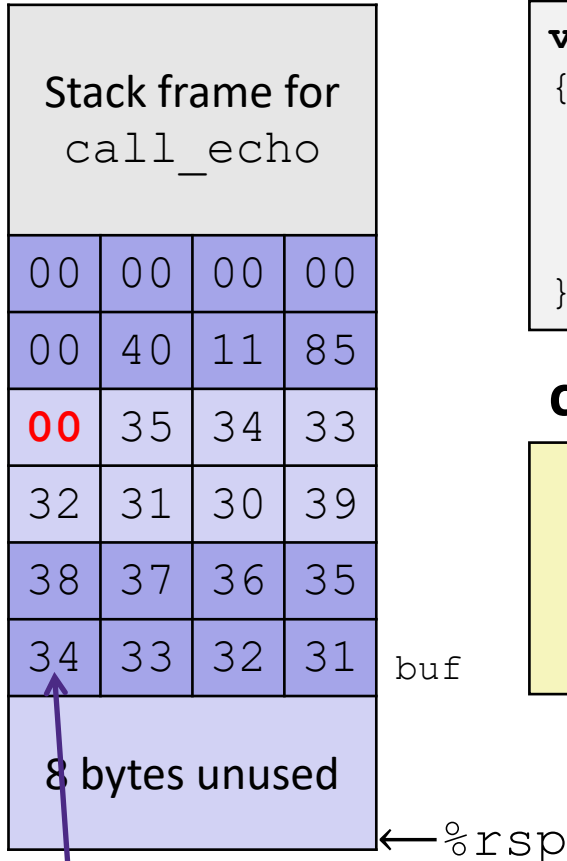 Stack frame for
call_echo
00 00 00 00
00 40 11 85
00 35 34 33
32 31 30 39
38 37 36 35
34 33 32 31 buf
8 bytes unused
←%rsp
v
{
}